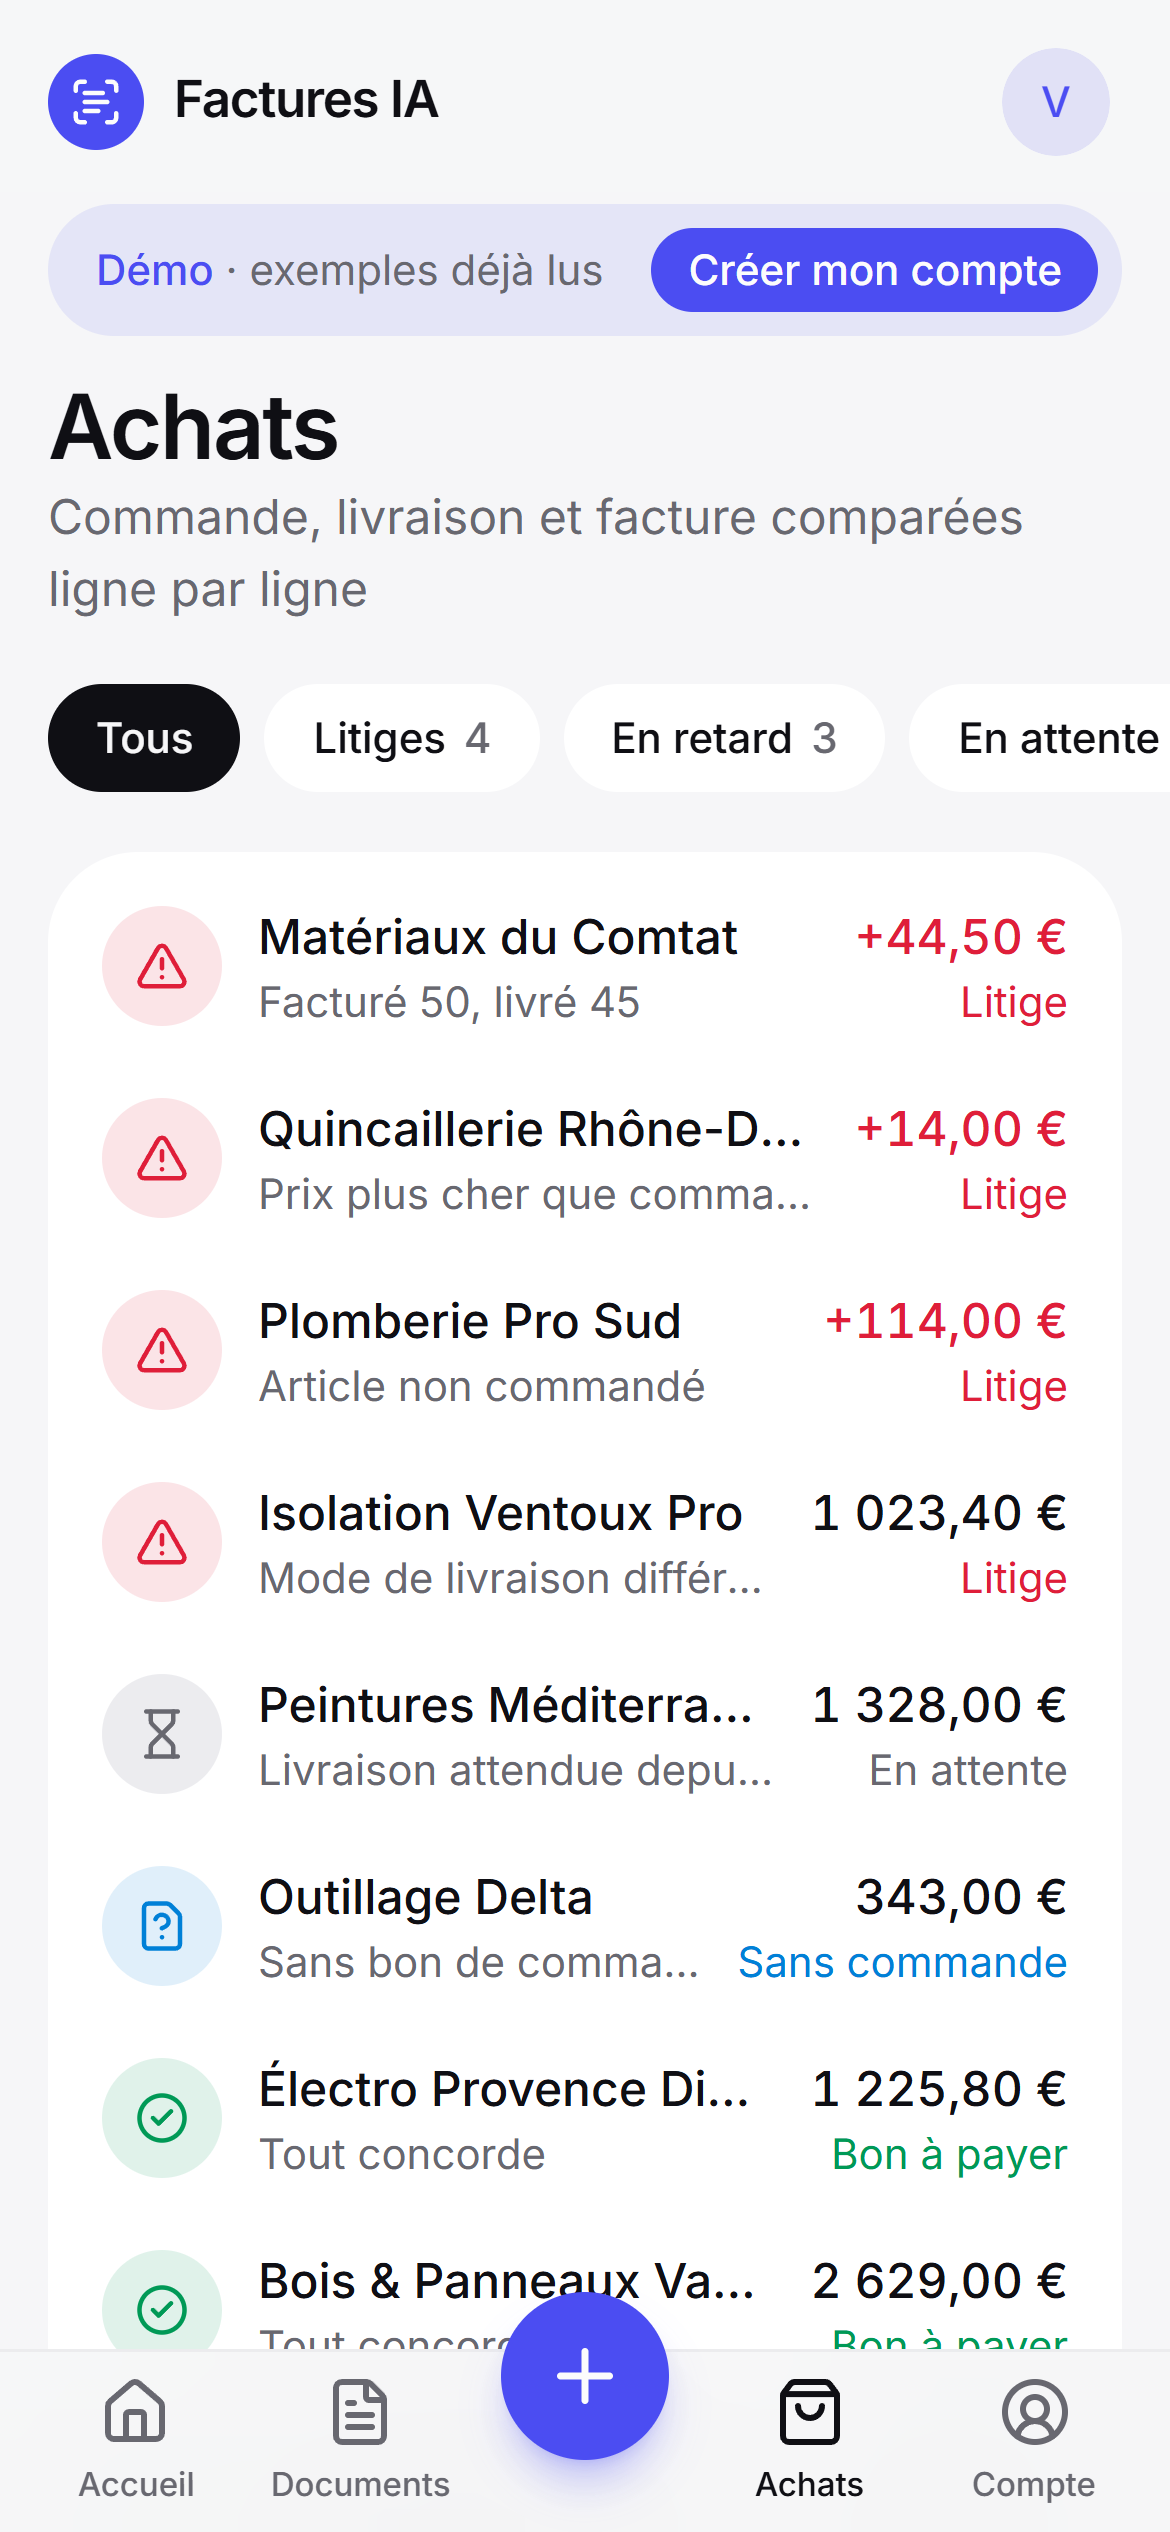 Factures IA
V
Démo · exemples déjà lus
Créer mon compte
Achats
Commande, livraison et facture comparées
ligne par ligne
Tous
Litiges 4
En retard 3
En attente
Matériaux du Comtat
+44,50 €
Facturé 50, livré 45
Litige
Quincaillerie Rhône-D...
+14,00 €
Prix plus cher que comma...
Litige
Plomberie Pro Sud
+114,00 €
Article non commandé
Litige
Isolation Ventoux Pro
1 023,40 €
Mode de livraison différ...
Litige
Peintures Méditerra...
1 328,00 €
Livraison attendue depu...
En attente
Outillage Delta
343,00 €
Sans bon de comma...
Sans commande
Électro Provence Di...
1 225,80 €
Tout concorde
Bon à payer
Bois & Panneaux Va...
2 629,00 €
Tout
Bon à payer
Accueil
Documents
Achats
Compte